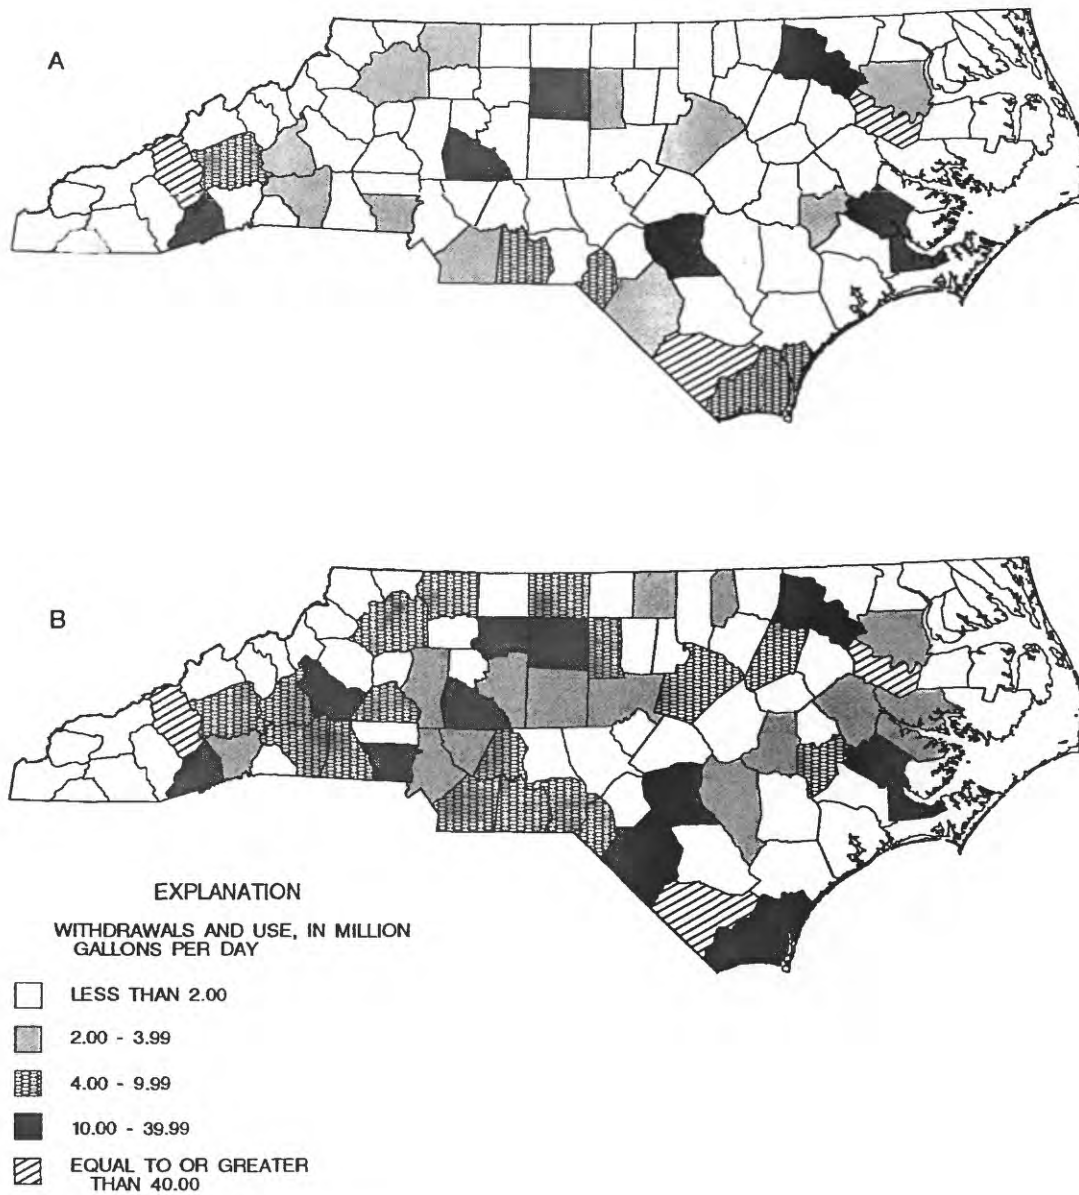 A
B
EXPLANATION
WITHDRAWALS AND USE, IN MILLION
GALLONS PER DAY
LESS THAN 2.00
2.00 - 3.99
4.00 - 9.99
10.00 - 39.99
EQUAL TO OR GREATER
THAN 40.00